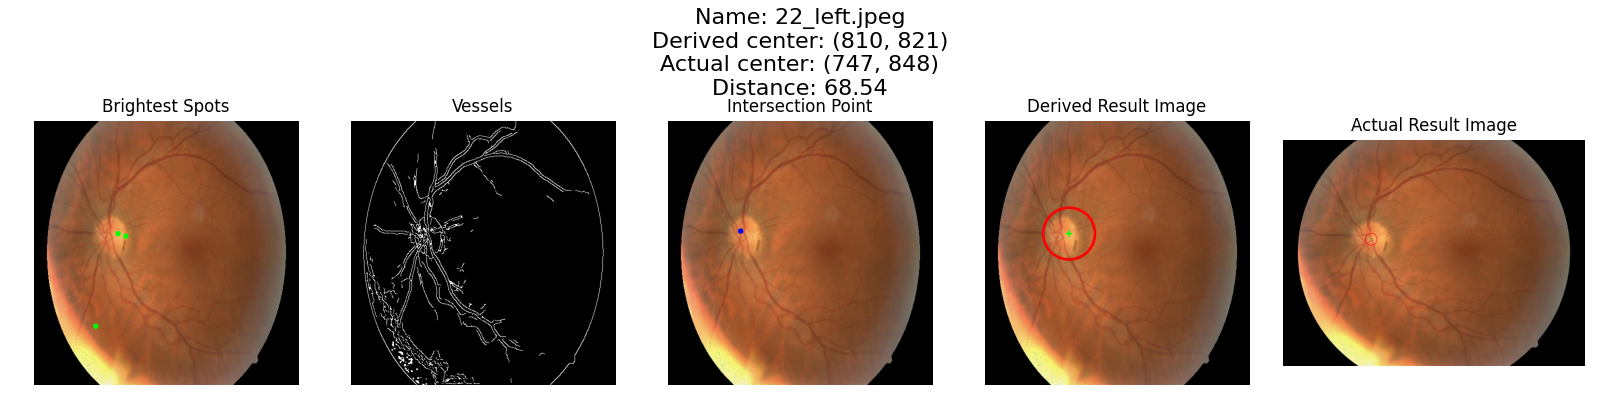 Name: 22_left.jpeg
Derived center: (810, 821)
Actual center: (747, 848)
Distance: 68.54
Brightest Spots
Vessels
Intersection Point
Derived Result Image
Actual Result Image